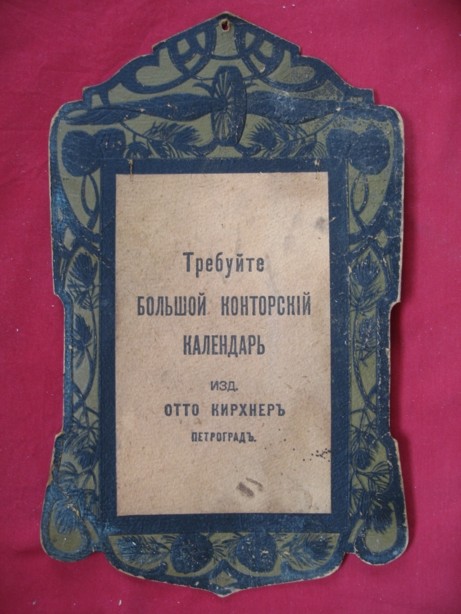 Требуйте
БОЛЬШОЙ КОНТОРСКІЙ
КАЛЕНДАРЬ
ИЗД.
ОТТО КИРХНЕРЪ
ПЕТРОГРАДЪ.